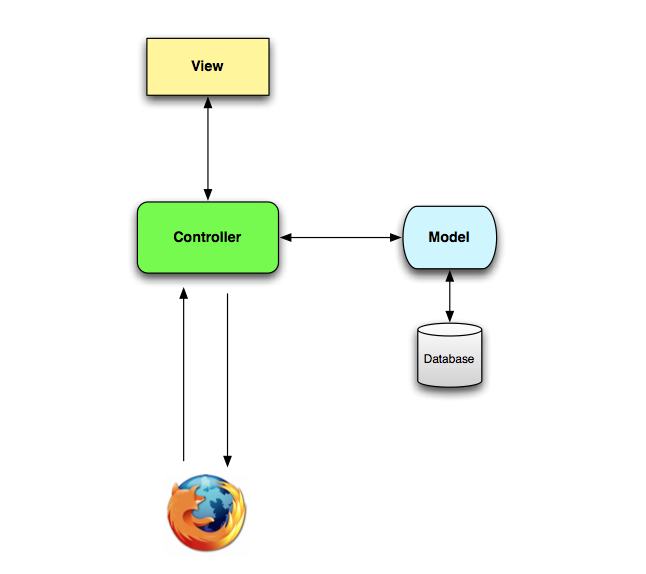 View
Controller
Model
Database